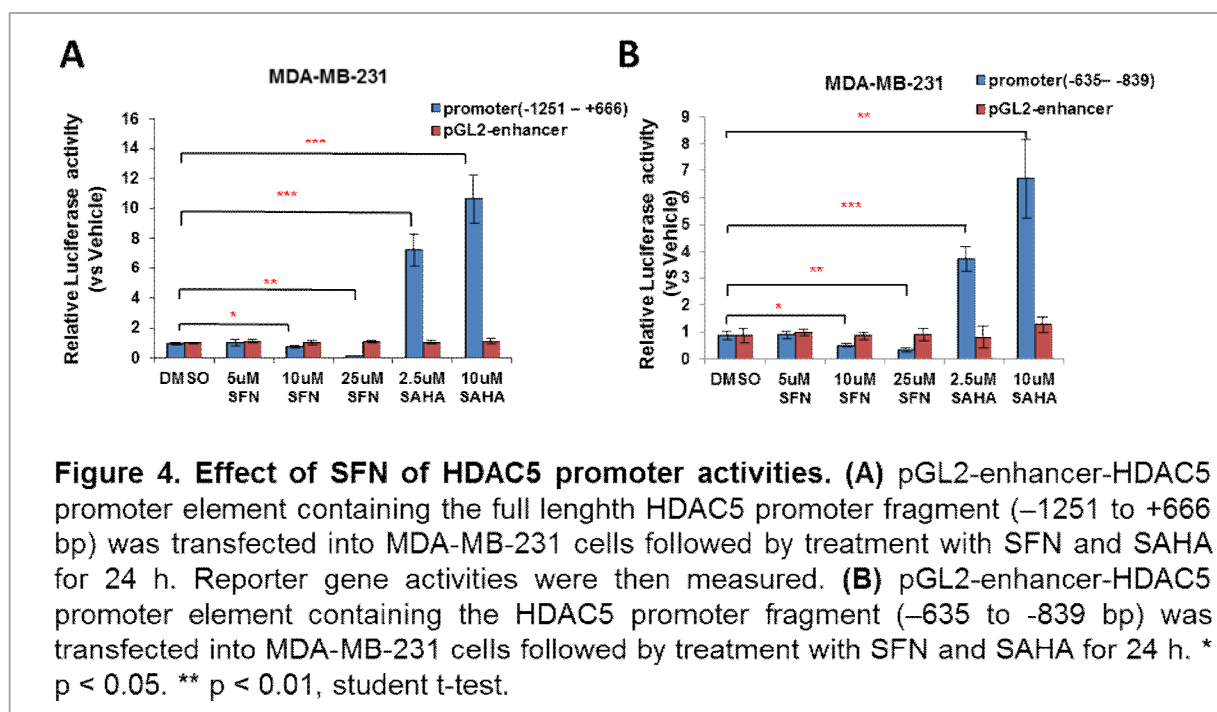 A
MDA-MB-231
promoter(-1251 – +666)
pGL2-enhancer
Relative Luciferase activity
(vs Vehicle)
16
14
12
10
8
6
4
2
0
***
***
**
*
DMSO
5uM
SFN
10uM
SFN
25uM
SFN
2.5uM
SAHA
10uM
SAHA
B
MDA-MB-231
promoter(-635– -839)
pGL2-enhancer
Relative Luciferase activity
(vs Vehicle)
9
8
7
6
5
4
3
2
1
0
**
***
**
*
DMSO
5uM
SFN
10uM
SFN
25uM
SFN
2.5uM
SAHA
10uM
SAHA
Figure 4. Effect of SFN of HDAC5 promoter activities. (A) pGL2-enhancer-HDAC5
promoter element containing the full lenghth HDAC5 promoter fragment (–1251 to +666
bp) was transfected into MDA-MB-231 cells followed by treatment with SFN and SAHA
for 24 h. Reporter gene activities were then measured. (B) pGL2-enhancer-HDAC5
promoter element containing the HDAC5 promoter fragment (–635 to -839 bp) was
transfected into MDA-MB-231 cells followed by treatment with SFN and SAHA for 24 h. *
p < 0.05. ** p < 0.01, student t-test.